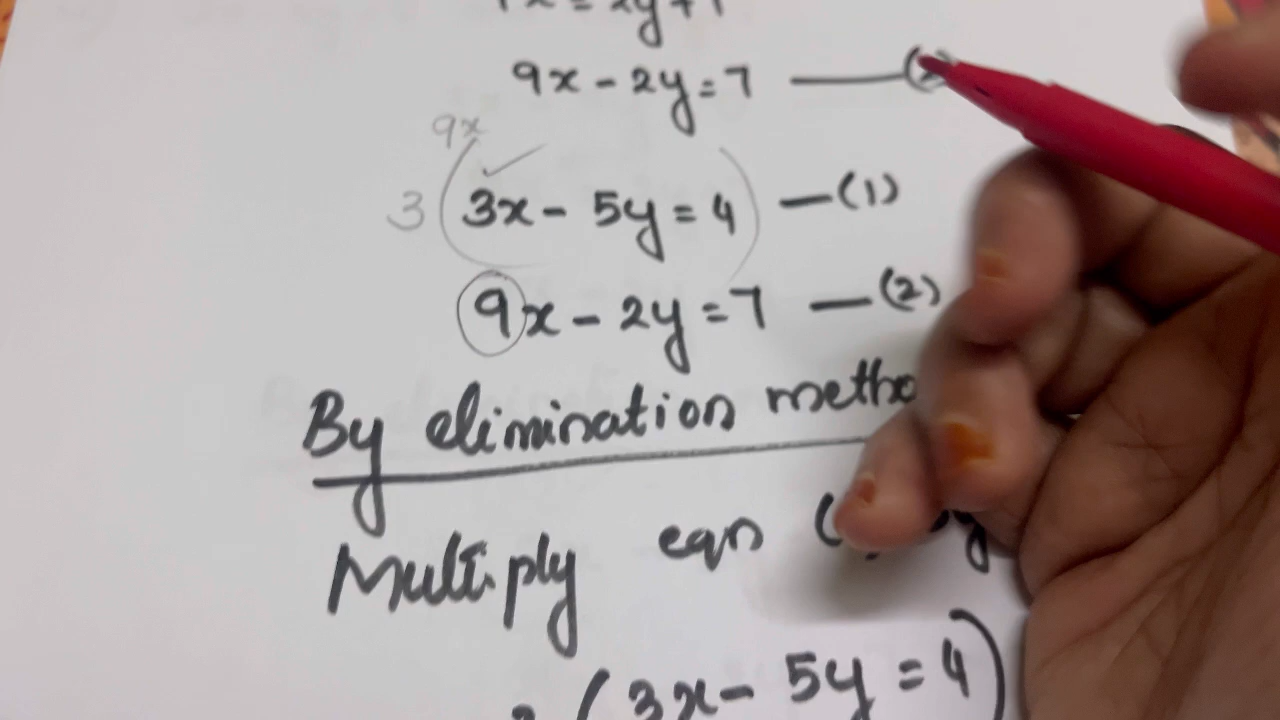 9x - 2y = 7 —— (2)
9x
3 (3x - 5y = 4) — (1)
9x - 2y = 7 — (2)
By elimination
Multiply eqn
(3x - 5y = 4)